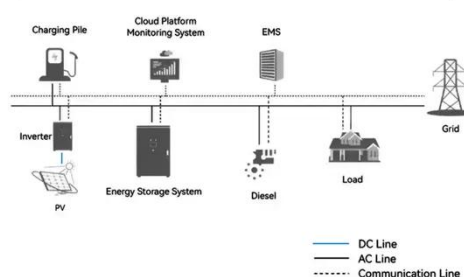 Charging Pile
Cloud Platform
Monitoring System
EMS
Grid
Inverter
PV
Energy Storage System
Diesel
Load
DC Line
AC Line
Communication Line